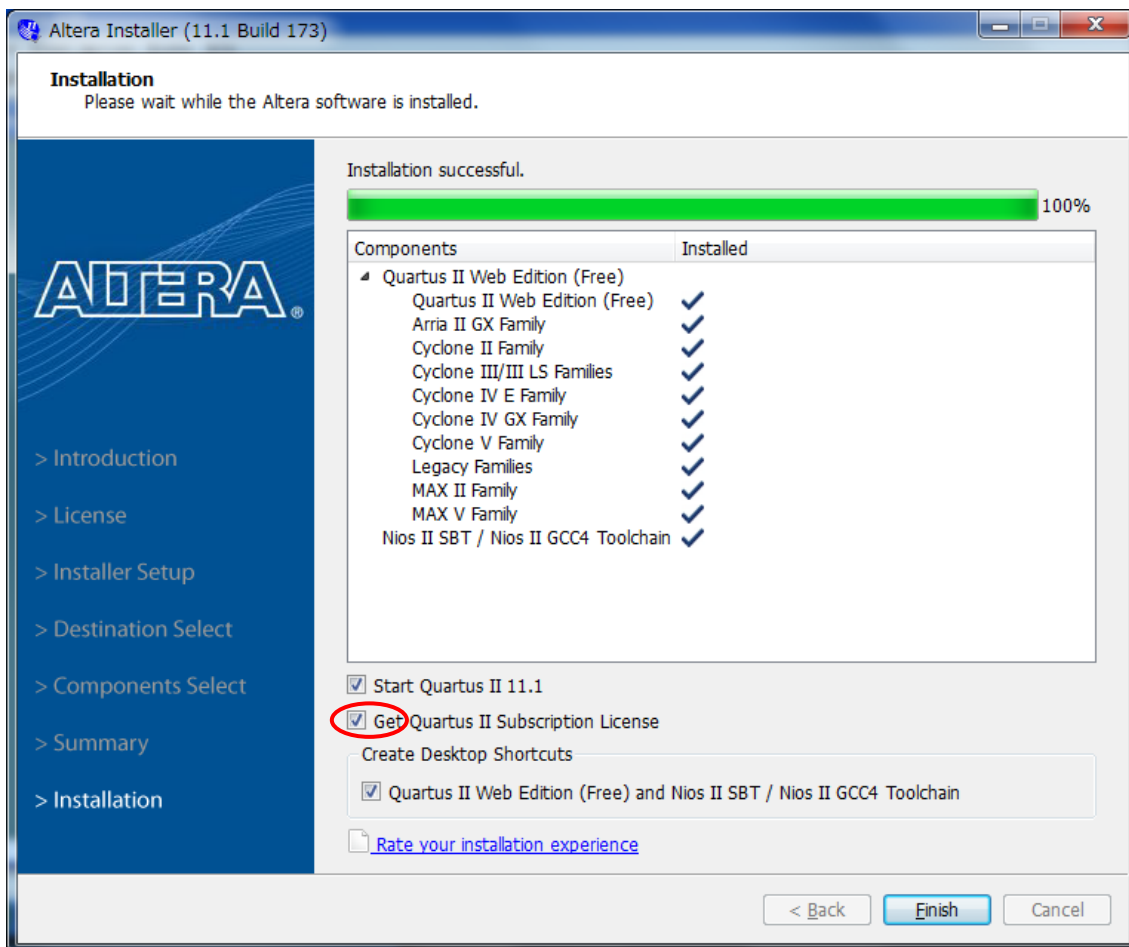 Altera Installer (11.1 Build 173)
Installation
Please wait while the Altera software is installed.
ALTERA®
> Introduction
> License
> Installer Setup
> Destination Select
> Components Select
> Summary
> Installation
Installation successful.
100%
Components Installed
Quartus II Web Edition (Free)
Quartus II Web Edition (Free)
Arria II GX Family
Cyclone II Family
Cyclone III/III LS Families
Cyclone IV E Family
Cyclone IV GX Family
Cyclone V Family
Legacy Families
MAX II Family
MAX V Family
Nios II SBT / Nios II GCC4 Toolchain
Start Quartus II 11.1
Get Quartus II Subscription License
Create Desktop Shortcuts
Quartus II Web Edition (Free) and Nios II SBT / Nios II GCC4 Toolchain
Rate your installation experience
< Back Finish Cancel